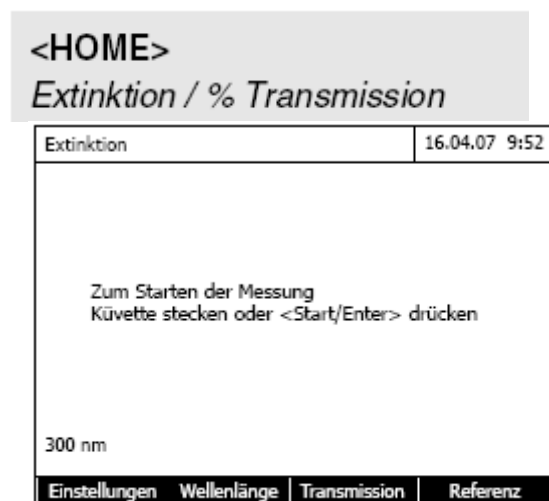 <HOME>
Extinktion / % Transmission
Extinktion 16.04.07 9:52
Zum Starten der Messung
Küvette stecken oder <Start/Enter> drücken
300 nm
Einstellungen Wellenlänge Transmission Referenz